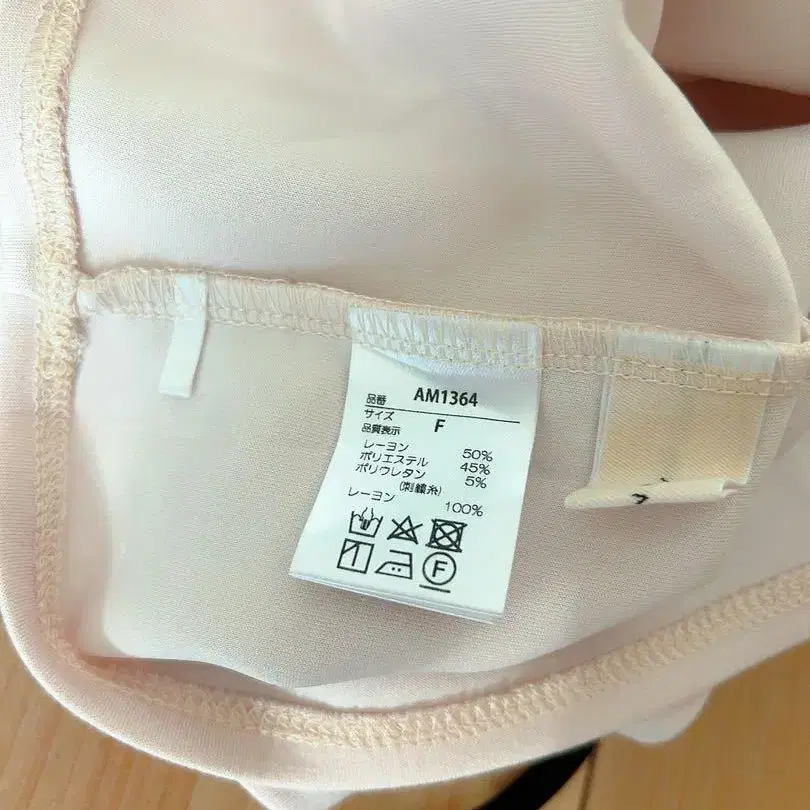 品番 AM1364
サイズ F
品質表示
レーヨン 50%
ポリエステル 45%
ポリウレタン 5%
(刺繍糸)
レーヨン 100%
F